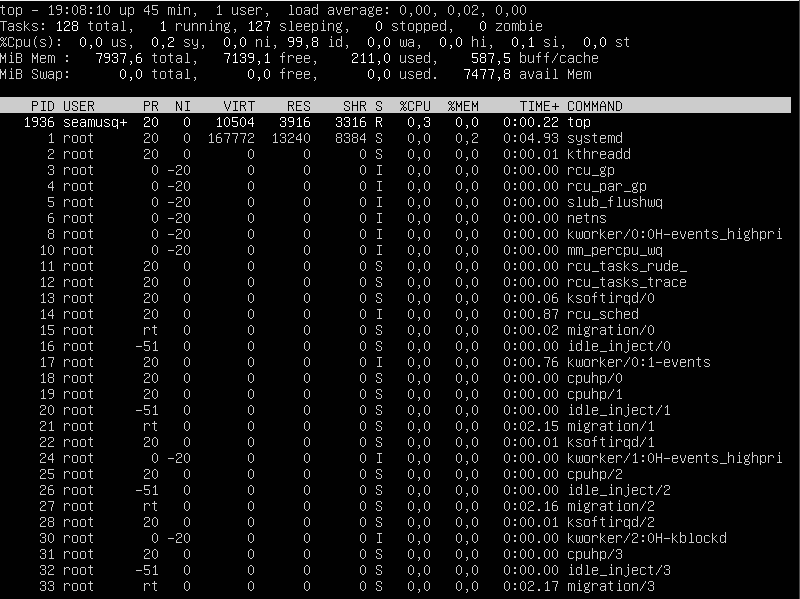 top - 19:08:10 up 45 min,  1 user,  load average: 0,00, 0,02, 0,00
Tasks: 128 total,   1 running, 127 sleeping,   0 stopped,   0 zombie
%Cpu(s):  0,0 us,  0,2 sy,  0,0 ni, 99,8 id,  0,0 wa,  0,0 hi,  0,1 si,  0,0 st
MiB Mem :   7937,6 total,   7139,1 free,    211,0 used,    587,5 buff/cache
MiB Swap:      0,0 total,      0,0 free,      0,0 used.   7477,8 avail Mem
PID USER      PR  NI    VIRT    RES    SHR S  %CPU  %MEM     TIME+ COMMAND
1936 seamusq+  20   0   10504   3916   3316 R   0,3   0,0   0:00.22 top
1 root      20   0  167772  13240   8384 S   0,0   0,2   0:04.93 systemd
2 root      20   0       0      0      0 S   0,0   0,0   0:00.01 kthreadd
3 root       0 -20       0      0      0 I   0,0   0,0   0:00.00 rcu_gp
4 root       0 -20       0      0      0 I   0,0   0,0   0:00.00 rcu_par_gp
5 root       0 -20       0      0      0 I   0,0   0,0   0:00.00 slub_flushwq
6 root       0 -20       0      0      0 I   0,0   0,0   0:00.00 netns
8 root       0 -20       0      0      0 I   0,0   0,0   0:00.00 kworker/0:0H-events_highpri
10 root       0 -20       0      0      0 I   0,0   0,0   0:00.00 mm_percpu_wq
11 root      20   0       0      0      0 S   0,0   0,0   0:00.00 rcu_tasks_rude_
12 root      20   0       0      0      0 S   0,0   0,0   0:00.00 rcu_tasks_trace
13 root      20   0       0      0      0 S   0,0   0,0   0:00.06 ksoftirqd/0
14 root      20   0       0      0      0 I   0,0   0,0   0:00.87 rcu_sched
15 root      rt   0       0      0      0 S   0,0   0,0   0:00.02 migration/0
16 root     -51   0       0      0      0 S   0,0   0,0   0:00.00 idle_inject/0
17 root      20   0       0      0      0 I   0,0   0,0   0:00.76 kworker/0:1-events
18 root      20   0       0      0      0 S   0,0   0,0   0:00.00 cpuhp/0
19 root      20   0       0      0      0 S   0,0   0,0   0:00.00 cpuhp/1
20 root     -51   0       0      0      0 S   0,0   0,0   0:00.00 idle_inject/1
21 root      rt   0       0      0      0 S   0,0   0,0   0:02.15 migration/1
22 root      20   0       0      0      0 S   0,0   0,0   0:00.01 ksoftirqd/1
24 root       0 -20       0      0      0 I   0,0   0,0   0:00.00 kworker/1:0H-events_highpri
25 root      20   0       0      0      0 S   0,0   0,0   0:00.00 cpuhp/2
26 root     -51   0       0      0      0 S   0,0   0,0   0:00.00 idle_inject/2
27 root      rt   0       0      0      0 S   0,0   0,0   0:02.16 migration/2
28 root      20   0       0      0      0 S   0,0   0,0   0:00.01 ksoftirqd/2
30 root       0 -20       0      0      0 I   0,0   0,0   0:00.00 kworker/2:0H-kblockd
31 root      20   0       0      0      0 S   0,0   0,0   0:00.00 cpuhp/3
32 root     -51   0       0      0      0 S   0,0   0,0   0:00.00 idle_inject/3
33 root      rt   0       0      0      0 S   0,0   0,0   0:02.17 migration/3